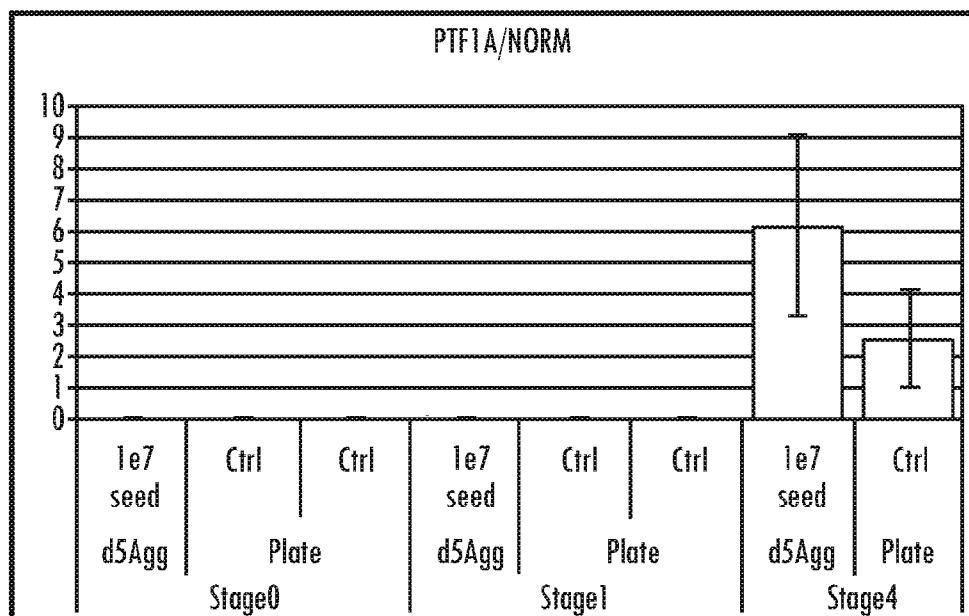 PTF1A/NORM
10
9
8
7
6
5
4
3
2
1
0
1e7 Ctrl Ctrl 1e7 Ctrl Ctrl 1e7 Ctrl
seed seed seed
d5Agg Plate d5Agg Plate d5Agg Plate
Stage0 Stage1 Stage4